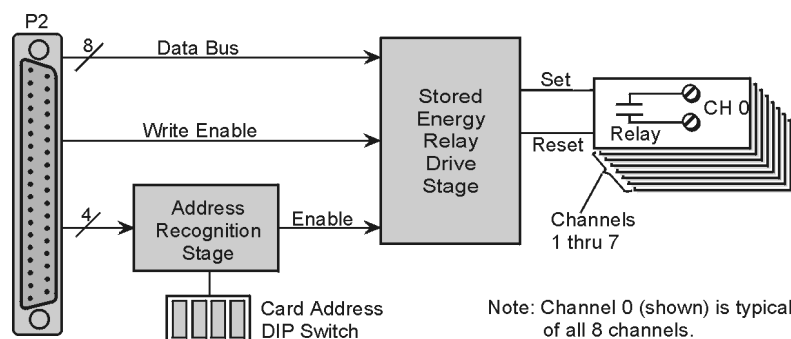 P2
8
Data Bus
Write Enable
4
Address
Recognition
Stage
Enable
Card Address
DIP Switch
Stored
Energy
Relay
Drive
Stage
Set
Reset
CH 0
Relay
Channels
1 thru 7
Note: Channel 0 (shown) is typical
of all 8 channels.